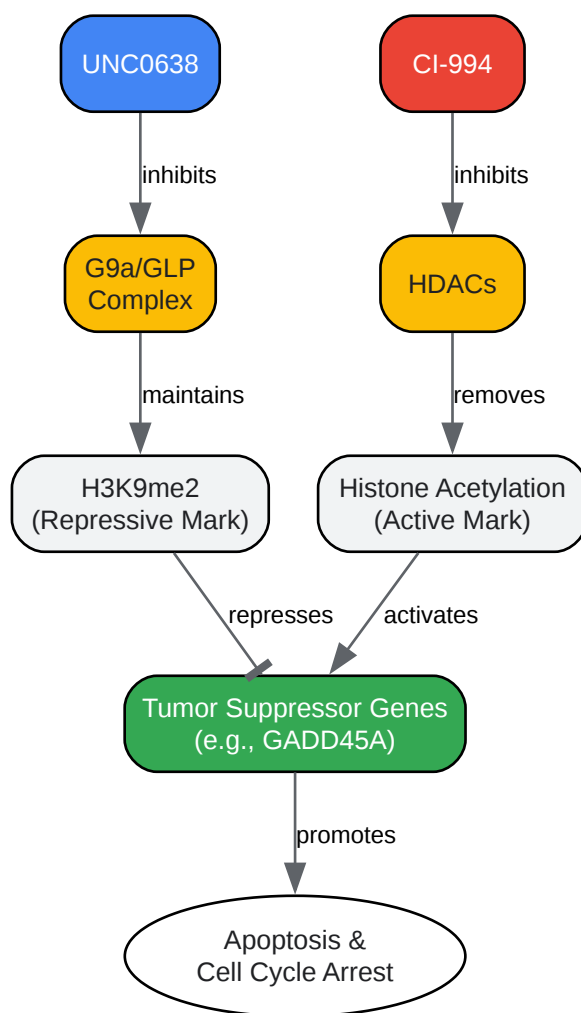 UNC0638
CI-994
inhibits
inhibits
G9a/GLP
Complex
HDACs
maintains
removes
H3K9me2
(Repressive Mark)
Histone Acetylation
(Active Mark)
represses
activates
Tumor Suppressor Genes
(e.g., GADD45A)
promotes
Apoptosis &
Cell Cycle Arrest